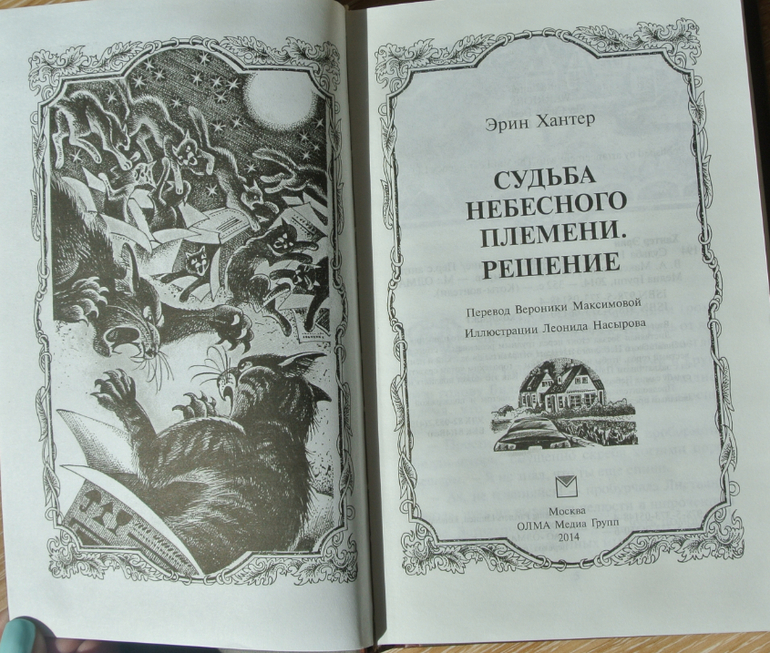 Эрин Хантер
СУДЬБА
НЕБЕСНОГО
ПЛЕМЕНИ.
РЕШЕНИЕ
Перевод Вероники Максимовой
Иллюстрации Леонида Насырова
Москва
ОЛМА Медиа Групп
2014